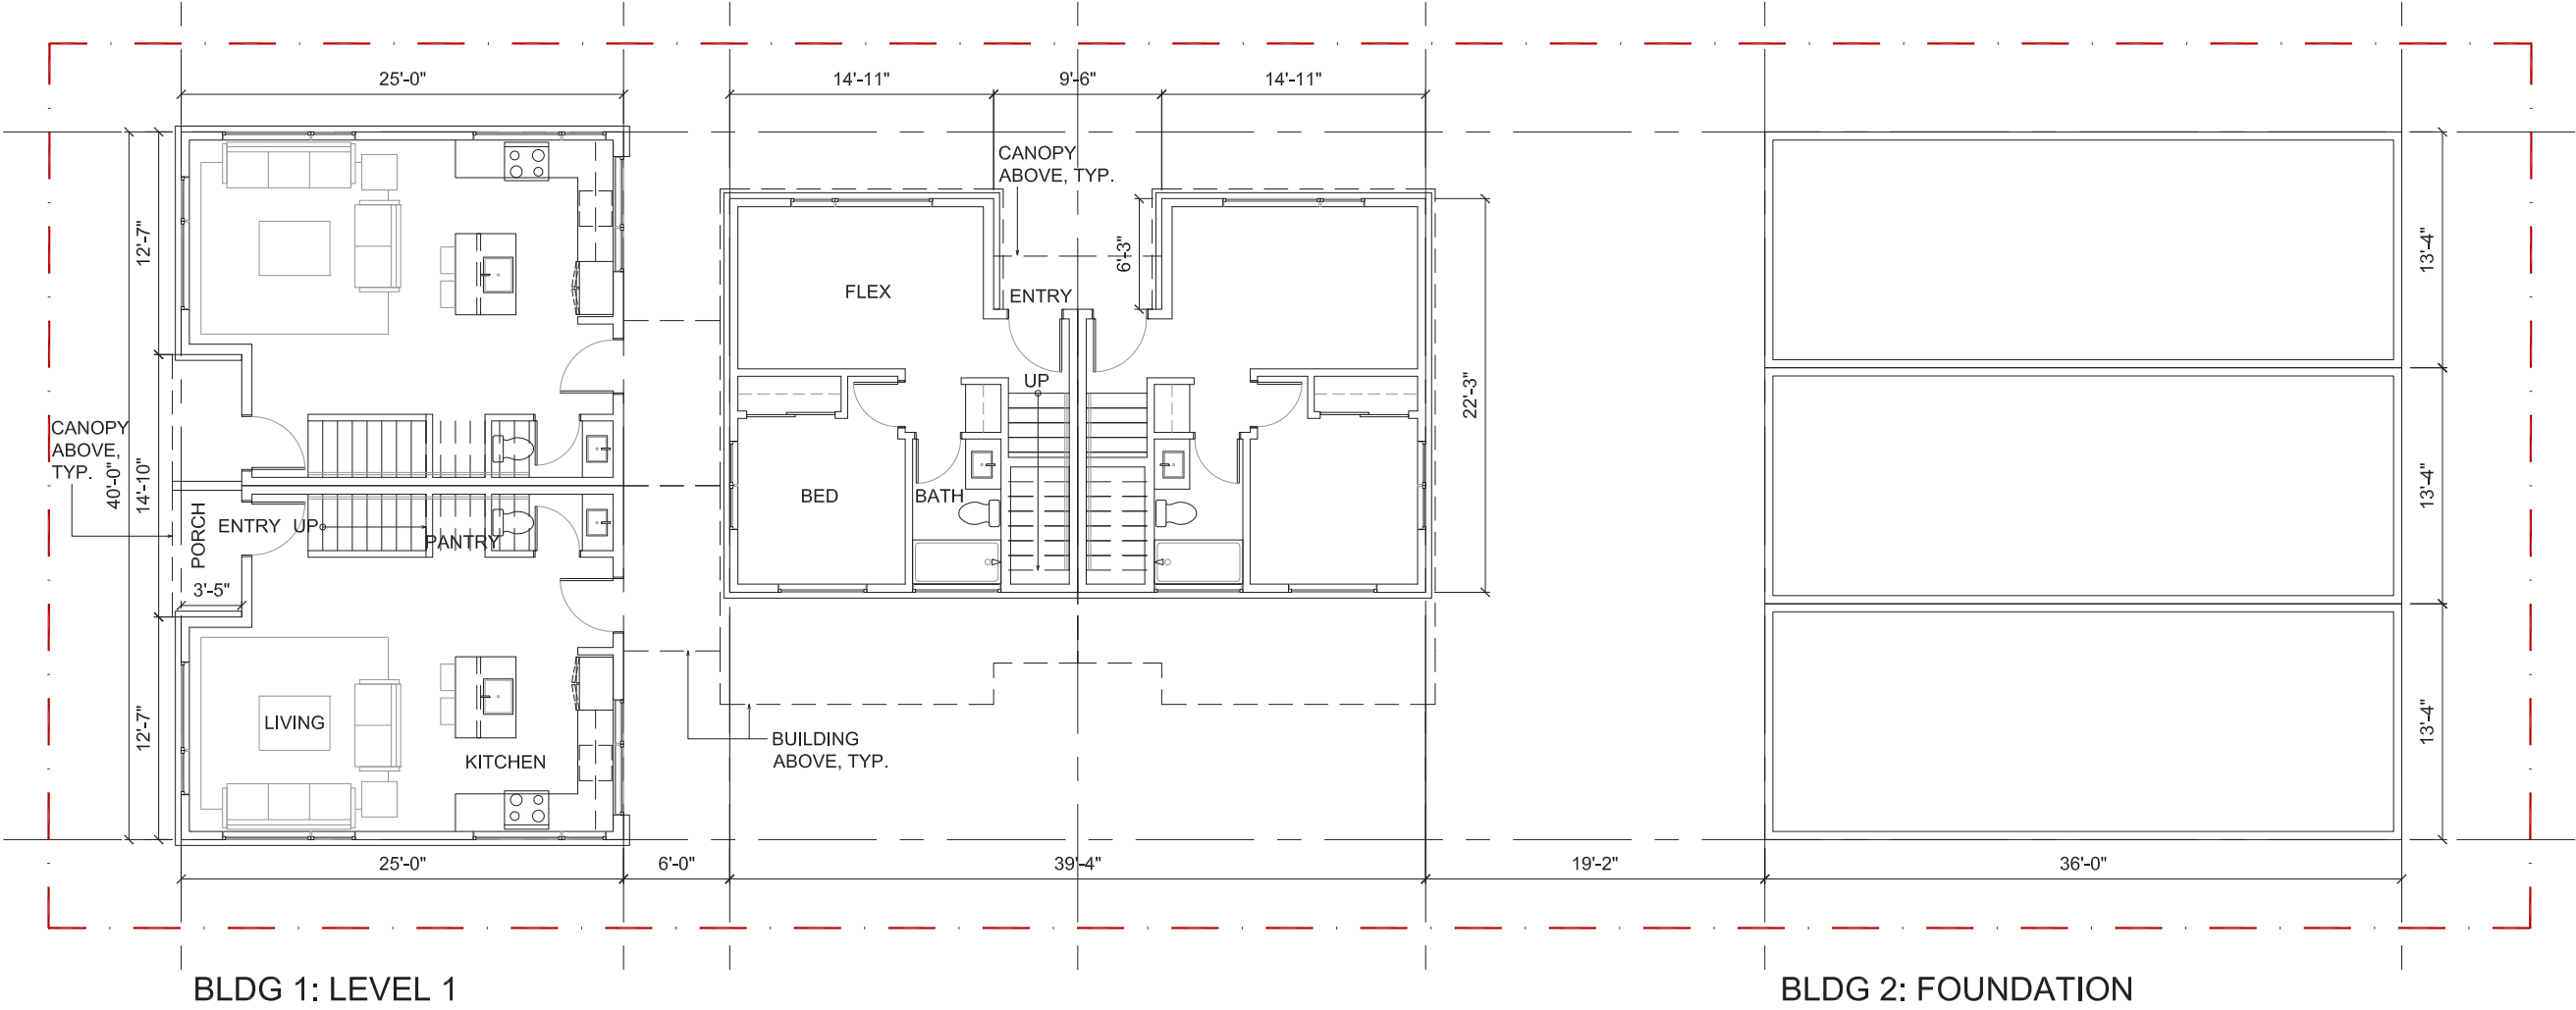 25'-0"
14'-11"
9'-6"
14'-11"
CANOPY
ABOVE, TYP.
12'-7"
6'-3"
13'-4"
FLEX
ENTRY
UP
22'-3"
CANOPY
ABOVE,
TYP.
40'-0"
14'-10"
13'-4"
BED
BATH
PORCH
ENTRY
UP
PANTRY
3'-5"
LIVING
KITCHEN
12'-7"
13'-4"
BUILDING
ABOVE, TYP.
25'-0"
6'-0"
39'-4"
19'-2"
36'-0"
BLDG 1: LEVEL 1
BLDG 2: FOUNDATION